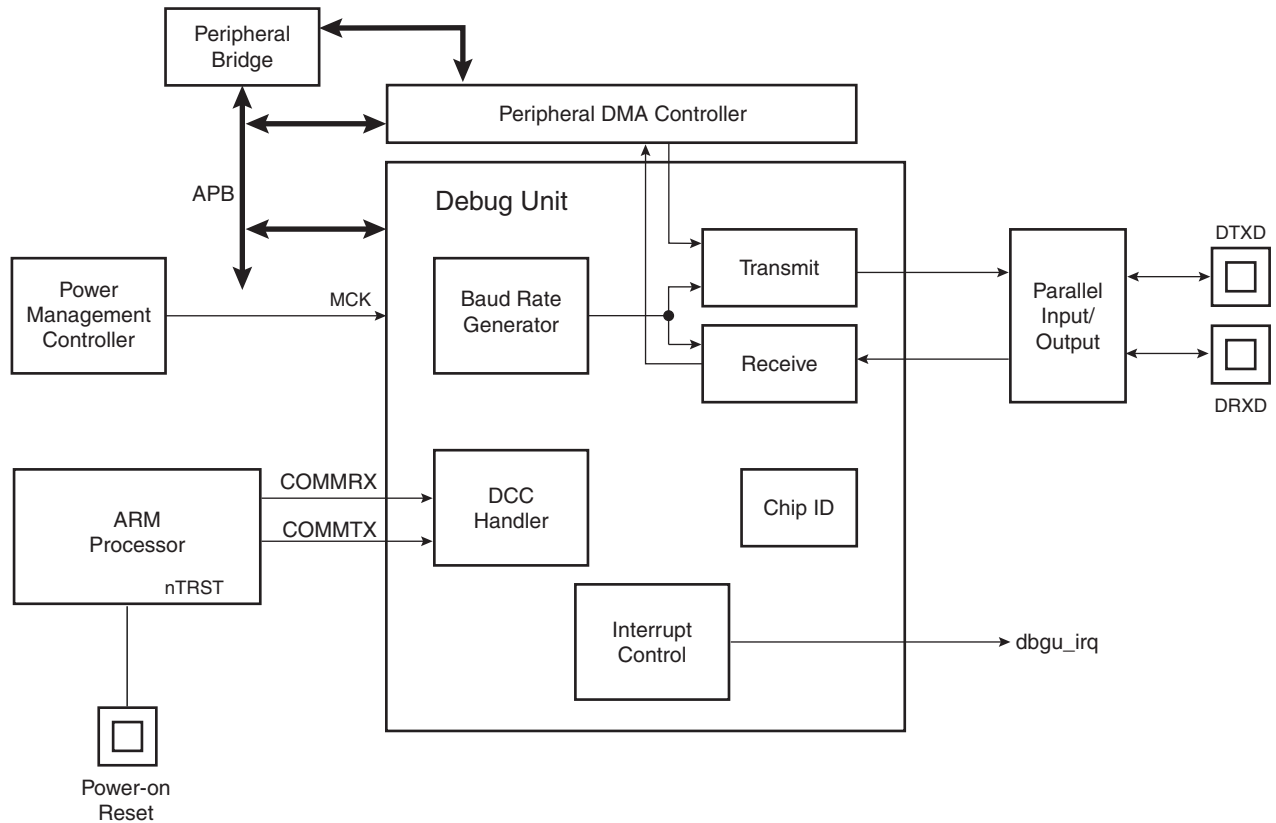 Peripheral
Bridge
Peripheral DMA Controller
APB
Debug Unit
Power
Management
Controller
MCK
Baud Rate
Generator
Transmit
Receive
Parallel
Input/
Output
DTXD
DRXD
ARM
Processor
nTRST
COMMRX
COMMTX
DCC
Handler
Chip ID
Interrupt
Control
dbgu_irq
Power-on
Reset